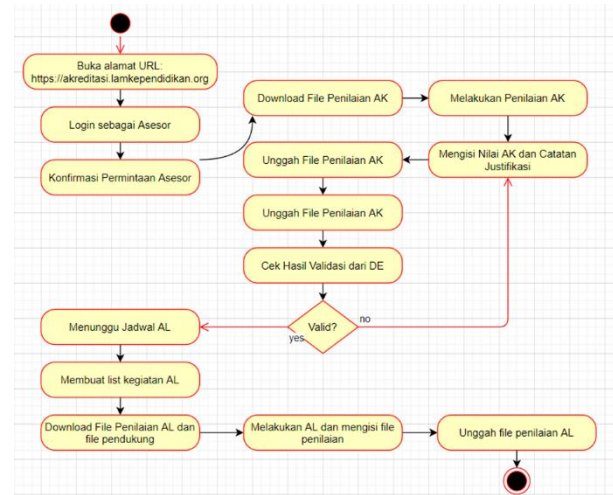 Buka alamat URL:
https://akreditasi.lamkependidikan.org
Login sebagai Asesor
Konfirmasi Permintaan Asesor
Download File Penilaian AK
Melakukan Penilaian AK
Mengisi Nilai AK dan Catatan
Justifikasi
Unggah File Penilaian AK
Unggah File Penilaian AK
Cek Hasil Validasi dari DE
Valid?
no
yes
Menunggu Jadwal AL
Membuat list kegiatan AL
Download File Penilaian AL dan
file pendukung
Melakukan AL dan mengisi file
penilaian
Unggah file penilaian AL